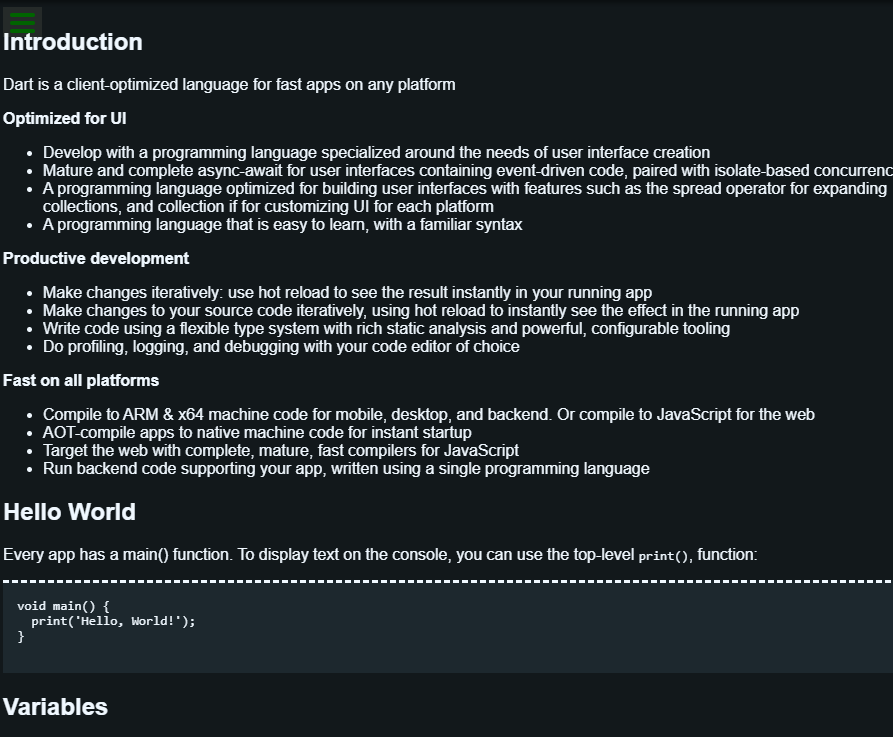 Introduction
Dart is a client-optimized language for fast apps on any platform
Optimized for UI
• Develop with a programming language specialized around the needs of user interface creation
• Mature and complete async-await for user interfaces containing event-driven code, paired with isolate-based concurrenc
• A programming language optimized for building user interfaces with features such as the spread operator for expanding
collections, and collection if for customizing UI for each platform
• A programming language that is easy to learn, with a familiar syntax
Productive development
• Make changes iteratively: use hot reload to see the result instantly in your running app
• Make changes to your source code iteratively, using hot reload to instantly see the effect in the running app
• Write code using a flexible type system with rich static analysis and powerful, configurable tooling
• Do profiling, logging, and debugging with your code editor of choice
Fast on all platforms
• Compile to ARM & x64 machine code for mobile, desktop, and backend. Or compile to JavaScript for the web
• AOT-compile apps to native machine code for instant startup
• Target the web with complete, mature, fast compilers for JavaScript
• Run backend code supporting your app, written using a single programming language
Hello World
Every app has a main() function. To display text on the console, you can use the top-level print(), function:
void main() {
  print('Hello, World!');
}
Variables